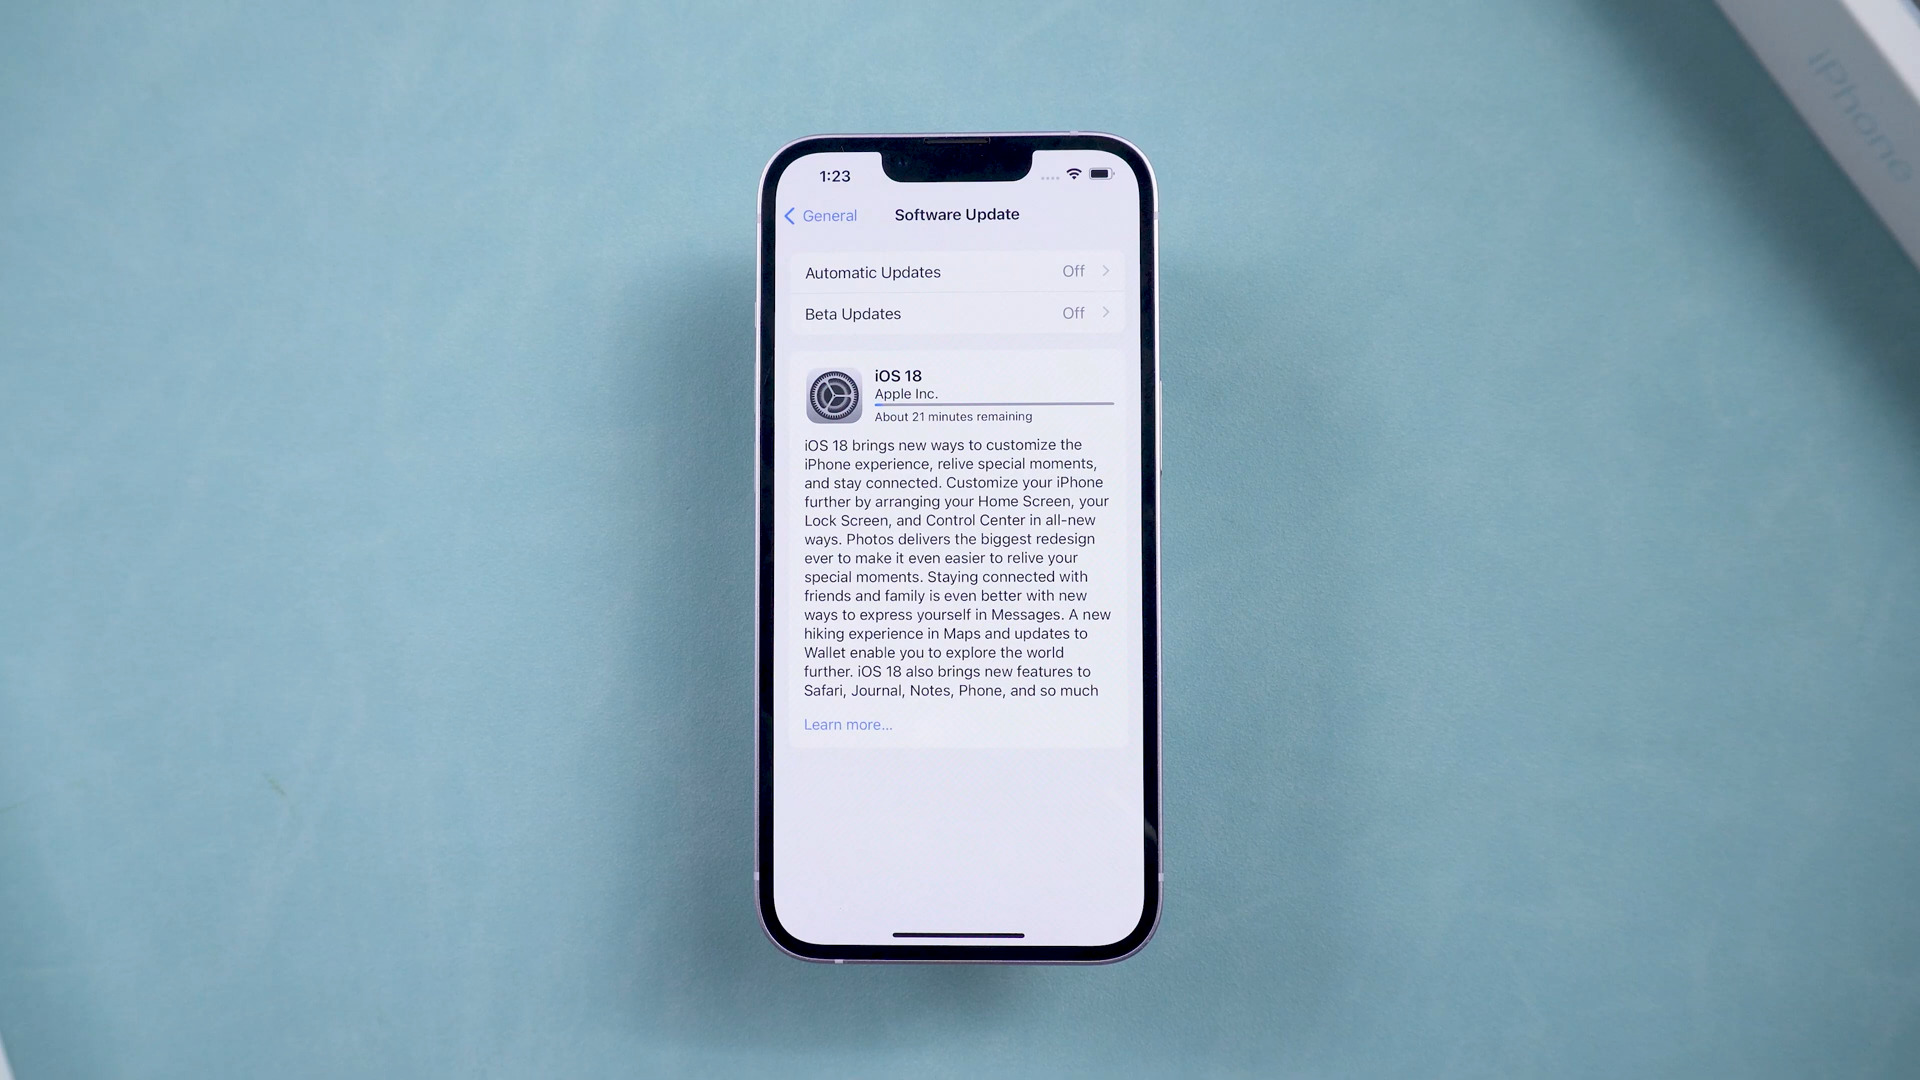 iPhone
1:23
General
Software Update
Automatic Updates
Off
Beta Updates
Off
iOS 18
Apple Inc.
About 21 minutes remaining
iOS 18 brings new ways to customize the
iPhone experience, relive special moments,
and stay connected. Customize your iPhone
further by arranging your Home Screen, your
Lock Screen, and Control Center in all-new
ways. Photos delivers the biggest redesign
ever to make it even easier to relive your
special moments. Staying connected with
friends and family is even better with new
ways to express yourself in Messages. A new
hiking experience in Maps and updates to
Wallet enable you to explore the world
further. iOS 18 also brings new features to
Safari, Journal, Notes, Phone, and so much
Learn more...